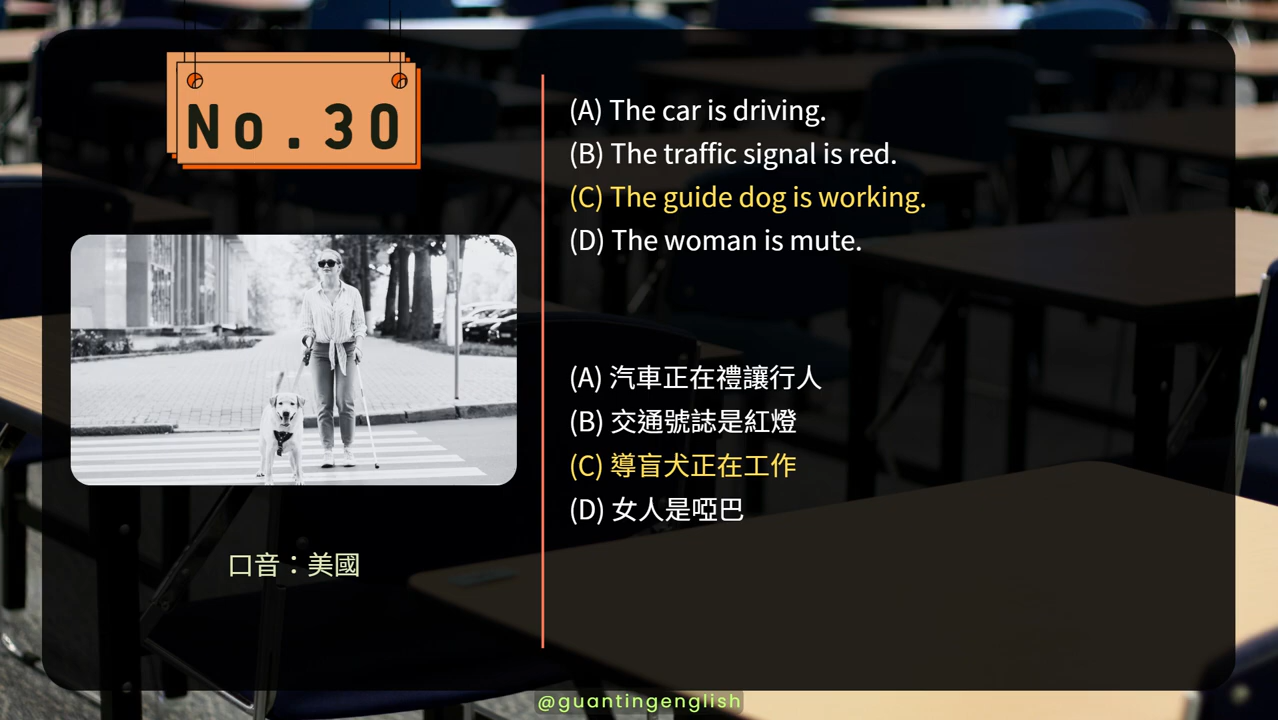 No.30
(A) The car is driving.
(B) The traffic signal is red.
(C) The guide dog is working.
(D) The woman is mute.
(A) 汽車正在禮讓行人
(B) 交通號誌是紅燈
(C) 導盲犬正在工作
(D) 女人是啞巴
口音：美國
@guantingenglish